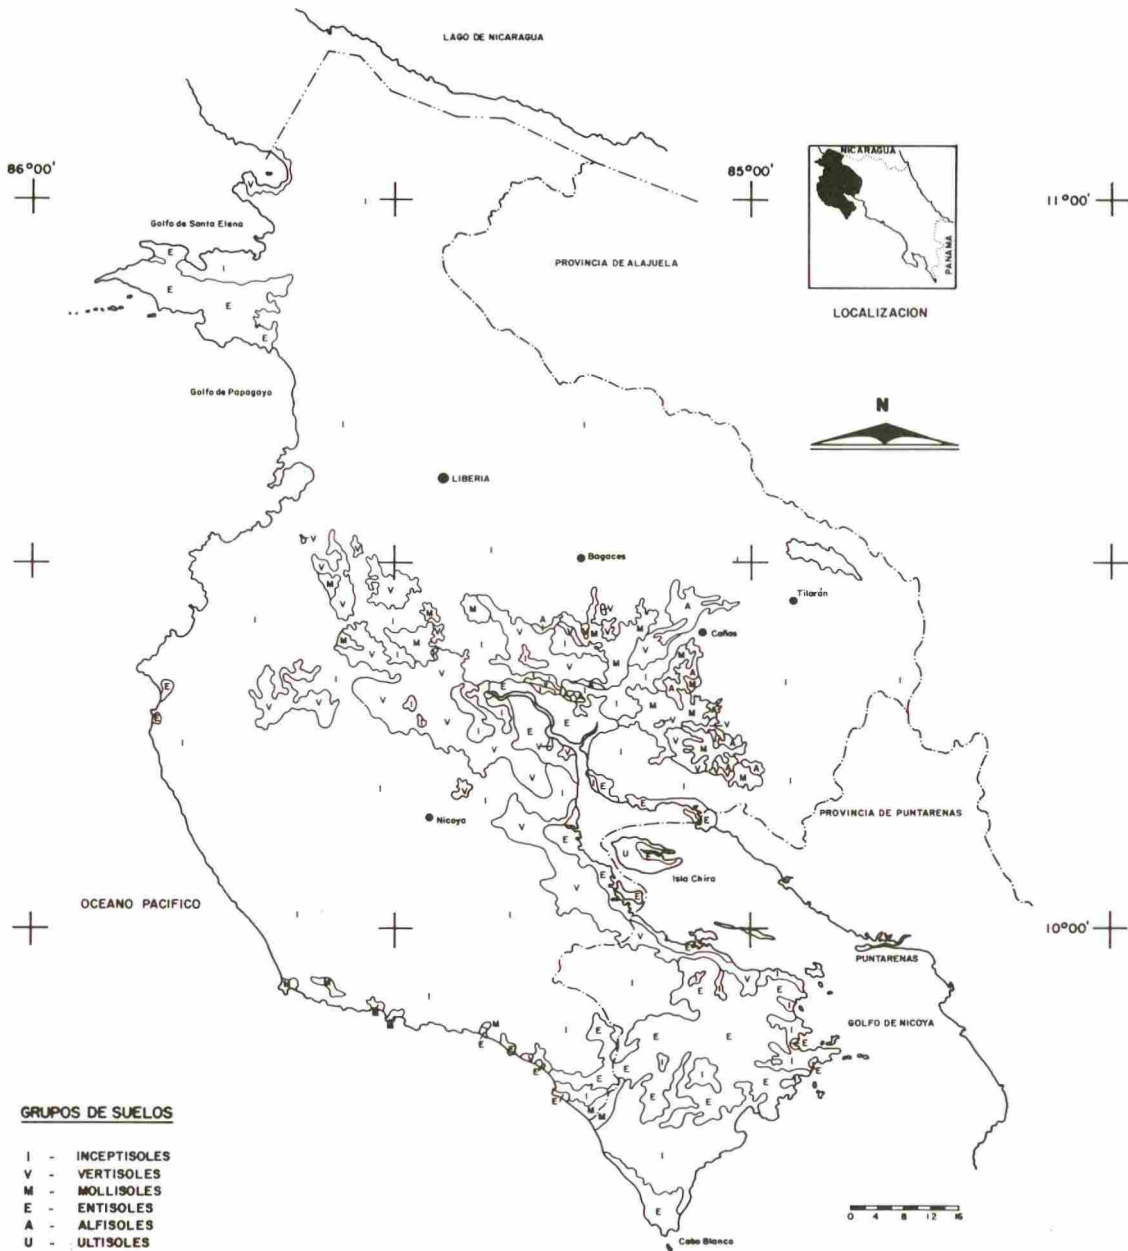 LAGO DE NICARAGUA
86°00'
85°00'
11°00'
NICARAGUA
PANAMA
LOCALIZACION
Golfo de Santa Elena
PROVINCIA DE ALAJUELA
Golfo de Papagayo
N
LIBERIA
Bagaces
Tilarán
Cañas
Nicoya
PROVINCIA DE PUNTARENAS
Isla Chira
OCEANO PACIFICO
10°00'
PUNTARENAS
GOLFO DE NICOYA
GRUPOS DE SUELOS
I - INCEPTISOLES
V - VERTISOLES
M - MOLLISOLES
E - ENTISOLES
A - ALFISOLES
U - ULTISOLES
0 4 8 12 16
Cabo Blanco